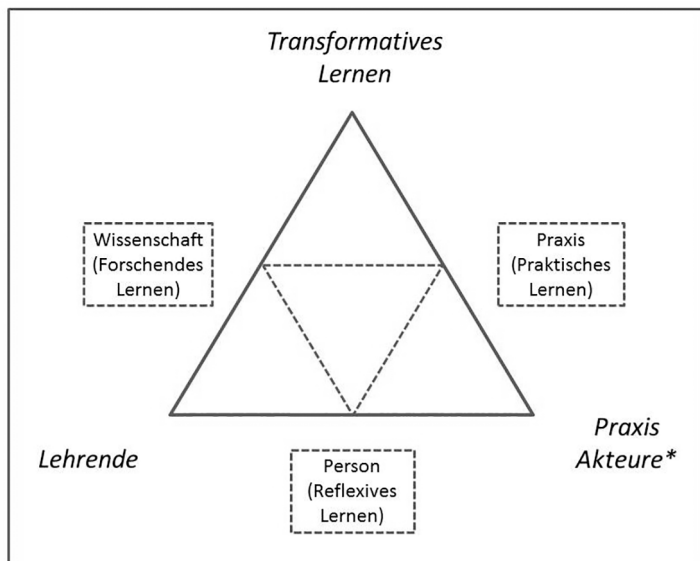 Transformatives
Lernen
Wissenschaft
(Forschendes
Lernen)
Praxis
(Praktisches
Lernen)
Lehrende
Person
(Reflexives
Lernen)
Praxis
Akteure*